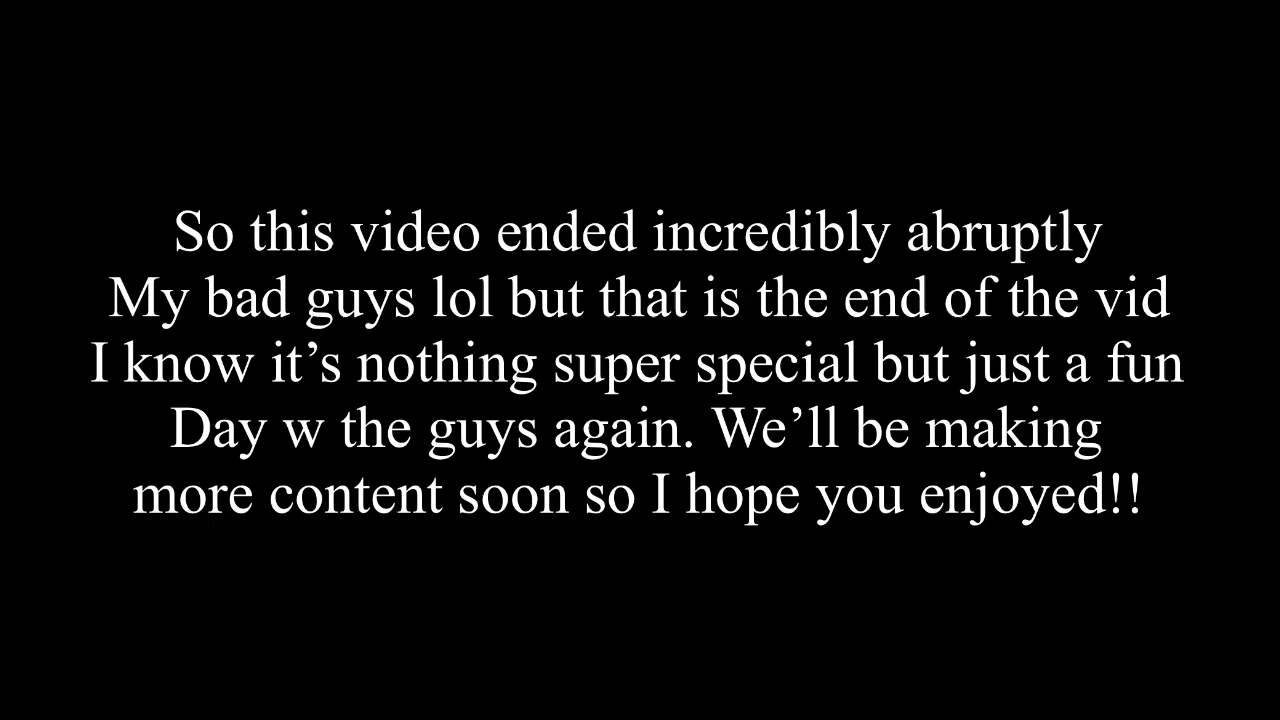 So this video ended incredibly abruptly
My bad guys lol but that is the end of the vid
I know it’s nothing super special but just a fun
Day w the guys again. We’ll be making
more content soon so I hope you enjoyed!!